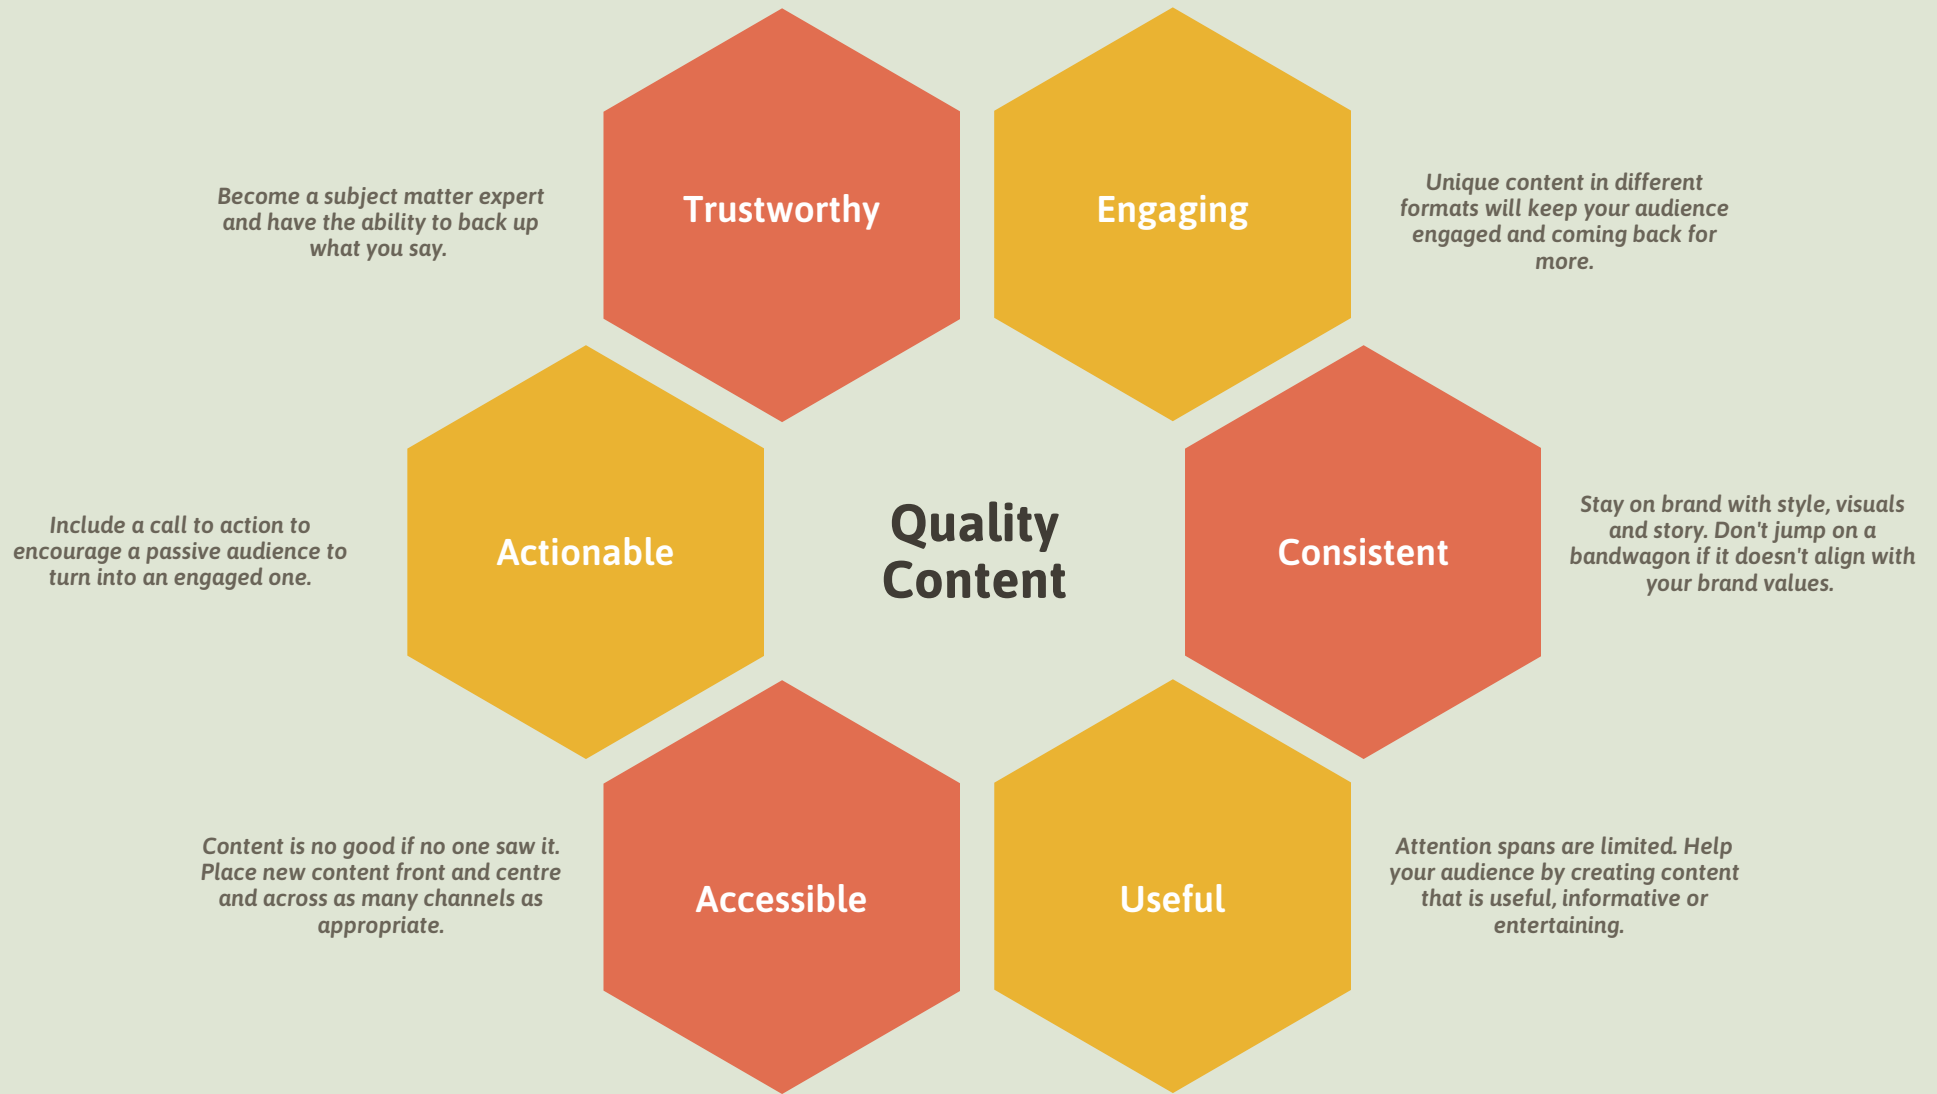 Trustworthy
Become a subject matter expert
and have the ability to back up
what you say.
Engaging
Unique content in different
formats will keep your audience
engaged and coming back for
more.
Actionable
Include a call to action to
encourage a passive audience to
turn into an engaged one.
Quality
Content
Consistent
Stay on brand with style, visuals
and story. Don't jump on a
bandwagon if it doesn't align with
your brand values.
Accessible
Content is no good if no one saw it.
Place new content front and centre
and across as many channels as
appropriate.
Useful
Attention spans are limited. Help
your audience by creating content
that is useful, informative or
entertaining.